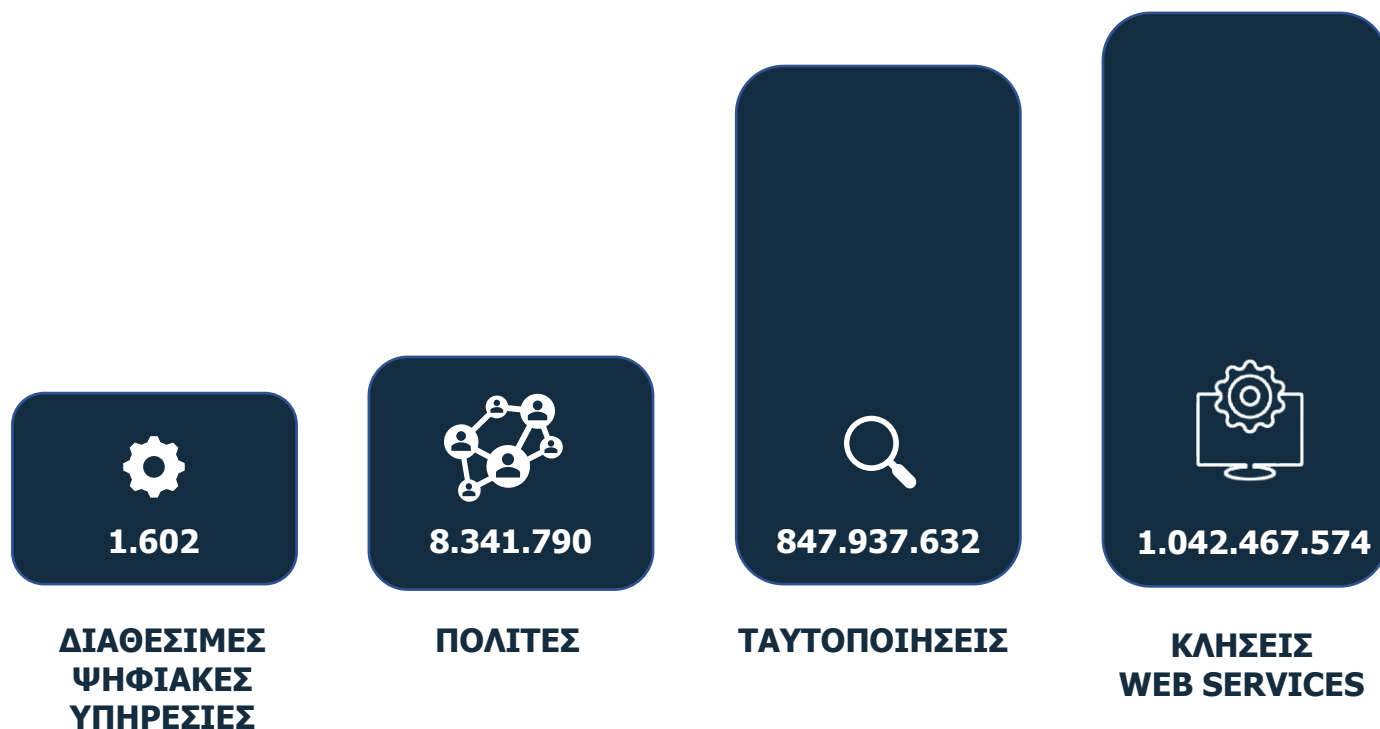 1.602
ΔΙΑΘΕΣΙΜΕΣ
ΨΗΦΙΑΚΕΣ
ΥΠΗΡΕΣΙΕΣ
8.341.790
ΠΟΛΙΤΕΣ
847.937.632
ΤΑΥΤΟΠΟΙΗΣΕΙΣ
1.042.467.574
ΚΛΗΣΕΙΣ
WEB SERVICES